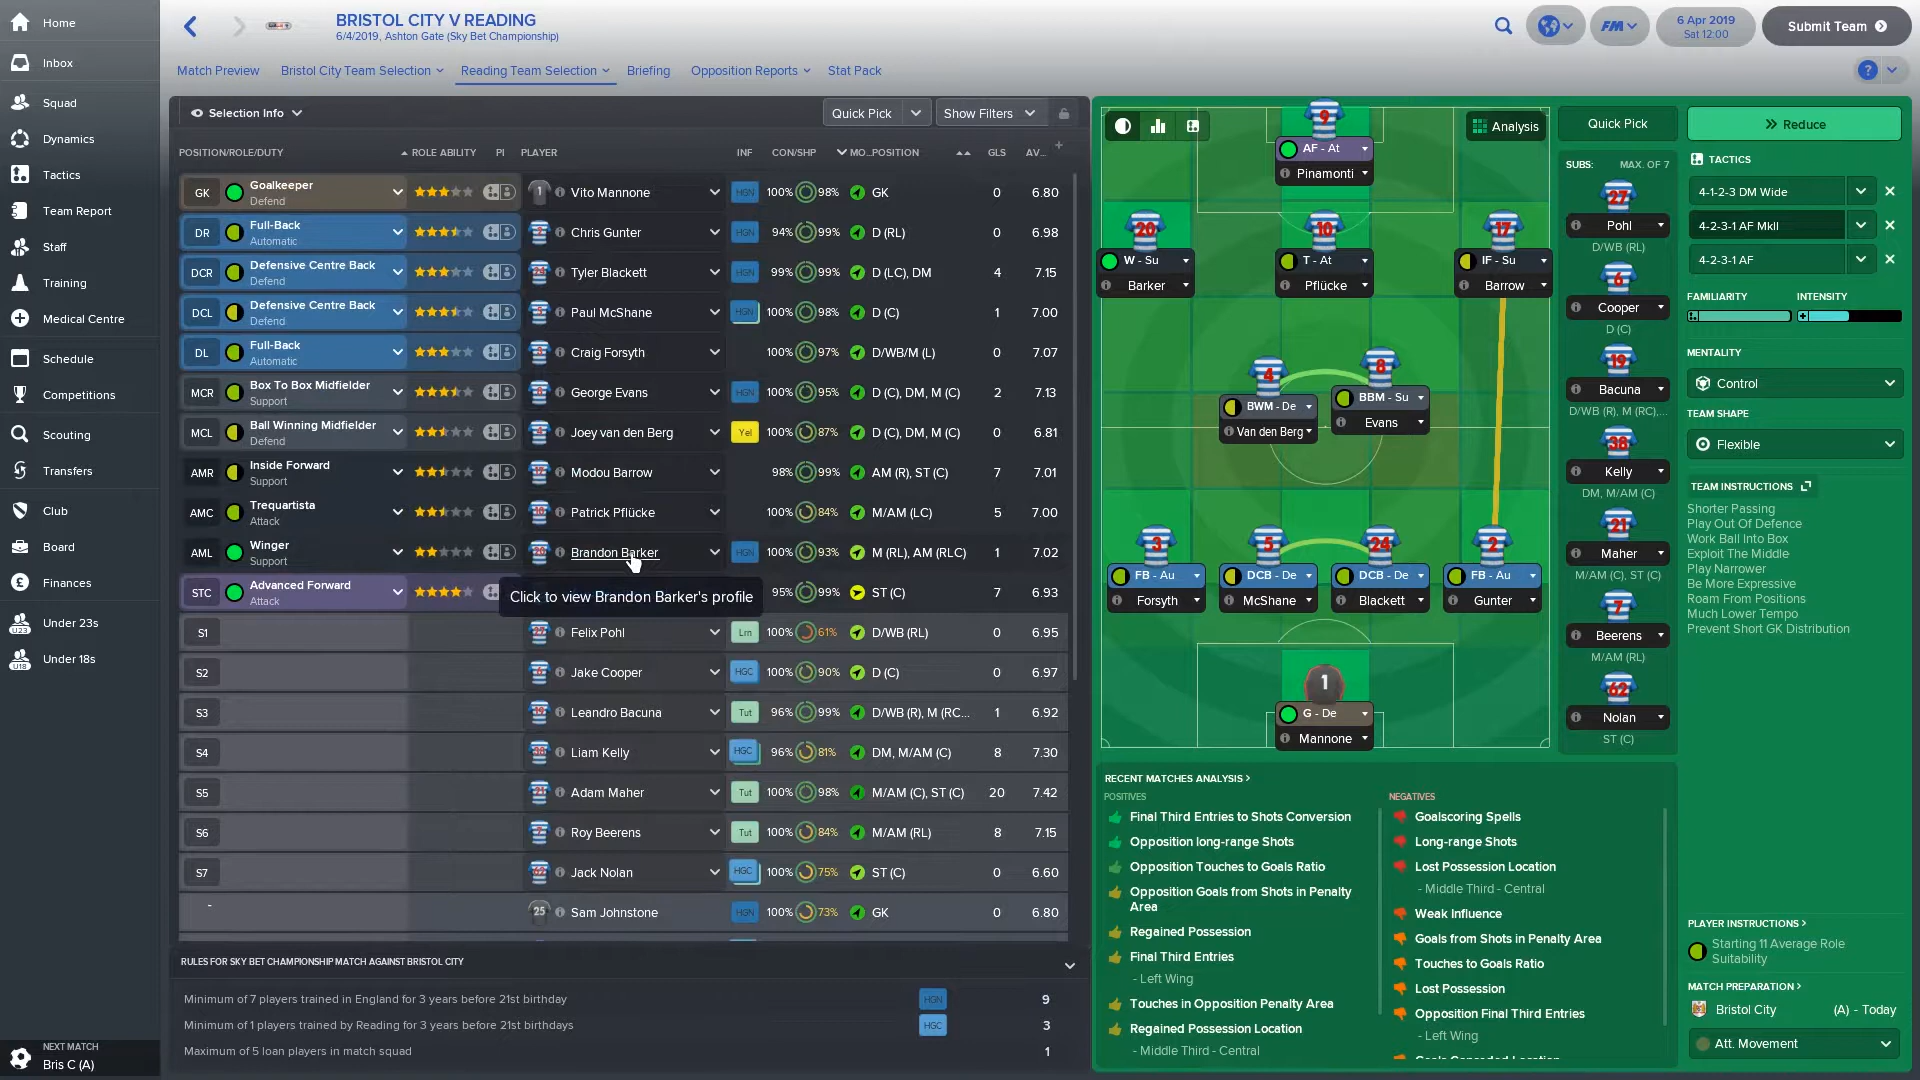 Home
Inbox
Squad
Dynamics
Tactics
Team Report
Staff
Training
Medical Centre
Schedule
Competitions
Scouting
Transfers
Club
Board
Finances
Under 23s
Under 18s
NEXT MATCH
Bris C (A)
BRISTOL CITY V READING
6/4/2019, Ashton Gate (Sky Bet Championship)
FM
6 Apr 2019
Sat 12:00
Submit Team
Match Preview Bristol City Team Selection Reading Team Selection Briefing Opposition Reports Stat Pack
?
Selection Info Quick Pick Show Filters
POSITION/ROLE/DUTY ROLE ABILITY PI PLAYER INF CON/SHP MO... POSITION GLS AV...
GK Goalkeeper Defend 1 Vito Mannone HGN 100% 98% GK 0 6.80
DR Full-Back Automatic Chris Gunter HGN 94% 99% D (RL) 0 6.98
DCR Defensive Centre Back Defend Tyler Blackett HGN 99% 99% D (LC), DM 4 7.15
DCL Defensive Centre Back Defend Paul McShane HGN 100% 98% D (C) 1 7.00
DL Full-Back Automatic Craig Forsyth 100% 97% D/WB/M (L) 0 7.07
MCR Box To Box Midfielder Support George Evans HGN 100% 95% D (C), DM, M (C) 2 7.13
MCL Ball Winning Midfielder Defend Joey van den Berg Yel 100% 87% D (C), DM, M (C) 0 6.81
AMR Inside Forward Support Modou Barrow 98% 99% AM (R), ST (C) 7 7.01
AMC Trequartista Attack Patrick Pflücke 100% 84% M/AM (LC) 5 7.00
AML Winger Support Brandon Barker HGN 100% 93% M (RL), AM (RLC) 1 7.02
STC Advanced Forward Attack 95% 99% ST (C) 7 6.93
Click to view Brandon Barker's profile
S1 Felix Pohl Lrn 100% 61% D/WB (RL) 0 6.95
S2 Jake Cooper HGC 100% 90% D (C) 0 6.97
S3 Leandro Bacuna Tut 96% 99% D/WB (R), M (RC... 1 6.92
S4 Liam Kelly HGC 96% 81% DM, M/AM (C) 8 7.30
S5 Adam Maher Tut 100% 98% M/AM (C), ST (C) 20 7.42
S6 Roy Beerens Tut 100% 84% M/AM (RL) 8 7.15
S7 Jack Nolan HGC 100% 75% ST (C) 0 6.60
- 25 Sam Johnstone HGN 100% 73% GK 0 6.80
RULES FOR SKY BET CHAMPIONSHIP MATCH AGAINST BRISTOL CITY
Minimum of 7 players trained in England for 3 years before 21st birthday HGN 9
Minimum of 1 players trained by Reading for 3 years before 21st birthdays HGC 3
Maximum of 5 loan players in match squad 1
Analysis
9
AF - At
Pinamonti
20 10 17
W - Su T - At IF - Su
Barker Pflücke Barrow
4 8
BWM - De BBM - Su
Van den Berg Evans
3 5 24 2
FB - Au DCB - De DCB - De FB - Au
Forsyth McShane Blackett Gunter
1
G - De
Mannone
Quick Pick
SUBS: MAX. OF 7
27
Pohl
D/WB (RL)
6
Cooper
D (C)
19
Bacuna
D/WB (R), M (RC),...
38
Kelly
DM, M/AM (C)
21
Maher
M/AM (C), ST (C)
7
Beerens
M/AM (RL)
62
Nolan
ST (C)
Reduce
TACTICS
4-1-2-3 DM Wide
4-2-3-1 AF MkII
4-2-3-1 AF
FAMILIARITY INTENSITY
MENTALITY
Control
TEAM SHAPE
Flexible
TEAM INSTRUCTIONS
Shorter Passing
Play Out Of Defence
Work Ball Into Box
Exploit The Middle
Play Narrower
Be More Expressive
Roam From Positions
Much Lower Tempo
Prevent Short GK Distribution
PLAYER INSTRUCTIONS >
Starting 11 Average Role
Suitability
MATCH PREPARATION >
Bristol City (A) - Today
Att. Movement
RECENT MATCHES ANALYSIS >
POSITIVES
Final Third Entries to Shots Conversion
Opposition long-range Shots
Opposition Touches to Goals Ratio
Opposition Goals from Shots in Penalty
Area
Regained Possession
Final Third Entries
- Left Wing
Touches in Opposition Penalty Area
Regained Possession Location
- Middle Third - Central
NEGATIVES
Goalscoring Spells
Long-range Shots
Lost Possession Location
- Middle Third - Central
Weak Influence
Goals from Shots in Penalty Area
Touches to Goals Ratio
Lost Possession
Opposition Final Third Entries
- Left Wing
Goals Conceded Location